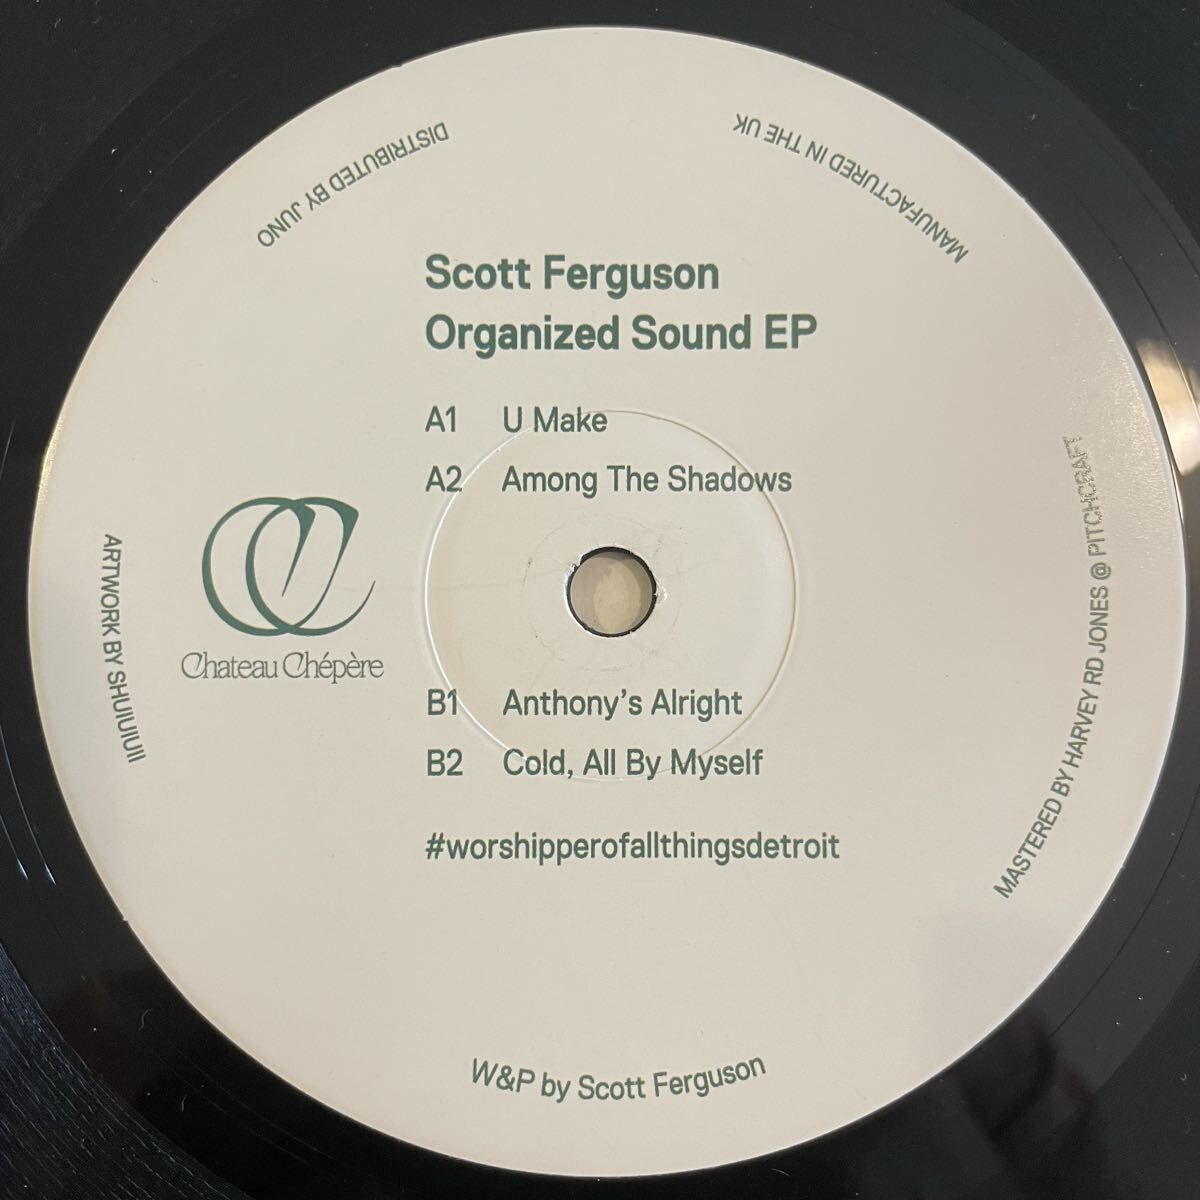 DISTRIBUTED BY JUNO
MANUFACTURED IN THE UK
Scott Ferguson
Organized Sound EP
A1 U Make
A2 Among The Shadows
Chateau Chépère
B1 Anthony's Alright
B2 Cold, All By Myself
#worshipperofallthingsdetroit
ARTWORK BY SHUIUIUII
MASTERED BY HARVEY RD JONES @ PITCHCRAFT
W&P by Scott Ferguson